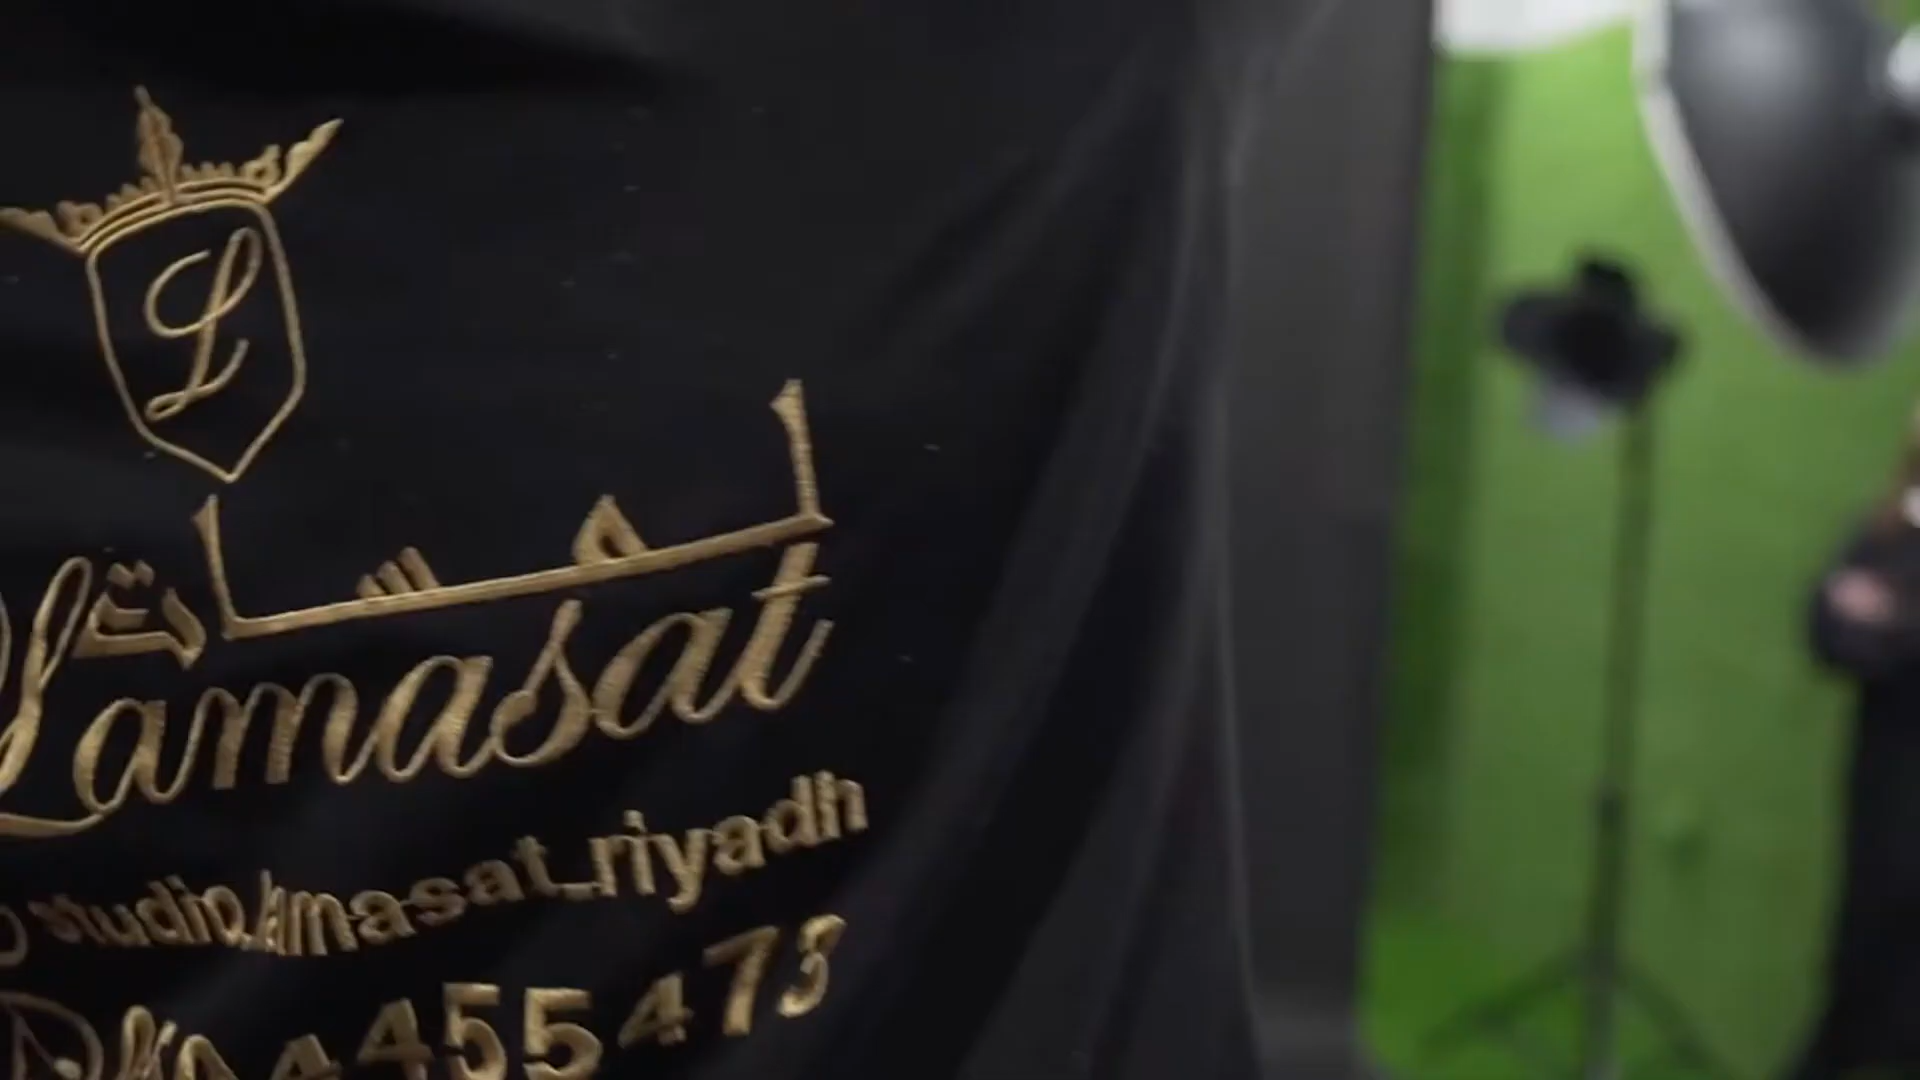 L
لمسات
Lamasat
studio.lamasat_riyadh
4455473